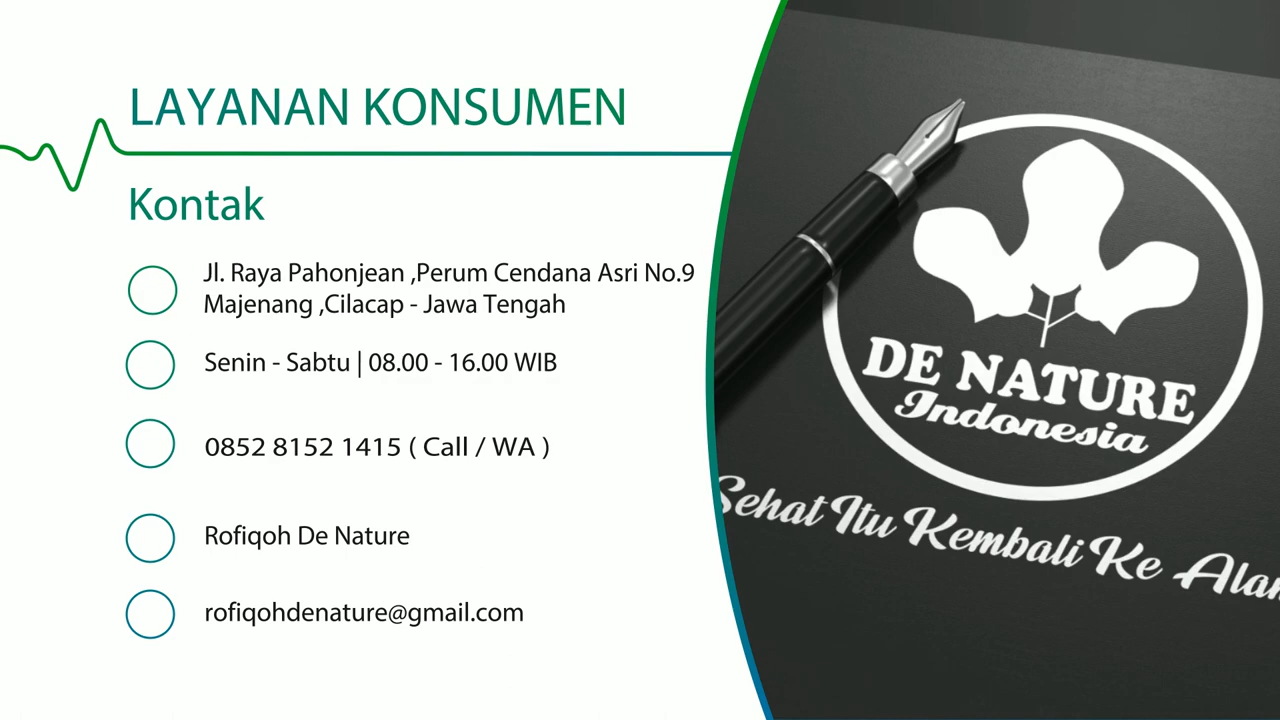 LAYANAN KONSUMEN
Kontak
Jl. Raya Pahonjean ,Perum Cendana Asri No.9
Majenang ,Cilacap - Jawa Tengah
Senin - Sabtu | 08.00 - 16.00 WIB
0852 8152 1415 ( Call / WA )
Rofiqoh De Nature
rofiqohdenature@gmail.com
DE NATURE
Indonesia
Sehat Itu Kembali Ke Alam